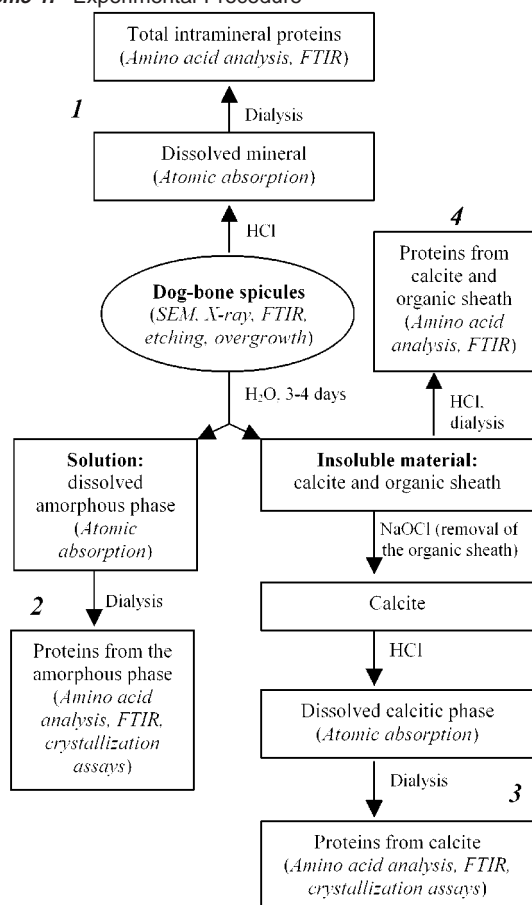 Experimental Procedure
Total intramineral proteins
(Amino acid analysis, FTIR)
1
Dialysis
Dissolved mineral
(Atomic absorption)
HCl
4
Proteins from
calcite and
organic sheath
(Amino acid
analysis, FTIR)
Dog-bone spicules
(SEM, X-ray, FTIR,
etching, overgrowth)
H₂O, 3-4 days
HCl,
dialysis
Solution:
dissolved
amorphous phase
(Atomic
absorption)
Insoluble material:
calcite and organic sheath
NaOCl (removal of
the organic sheath)
2
Dialysis
Calcite
Proteins from the
amorphous phase
(Amino acid
analysis, FTIR,
crystallization
assays)
HCl
Dissolved calcitic phase
(Atomic absorption)
Dialysis
3
Proteins from calcite
(Amino acid analysis, FTIR,
crystallization assays)